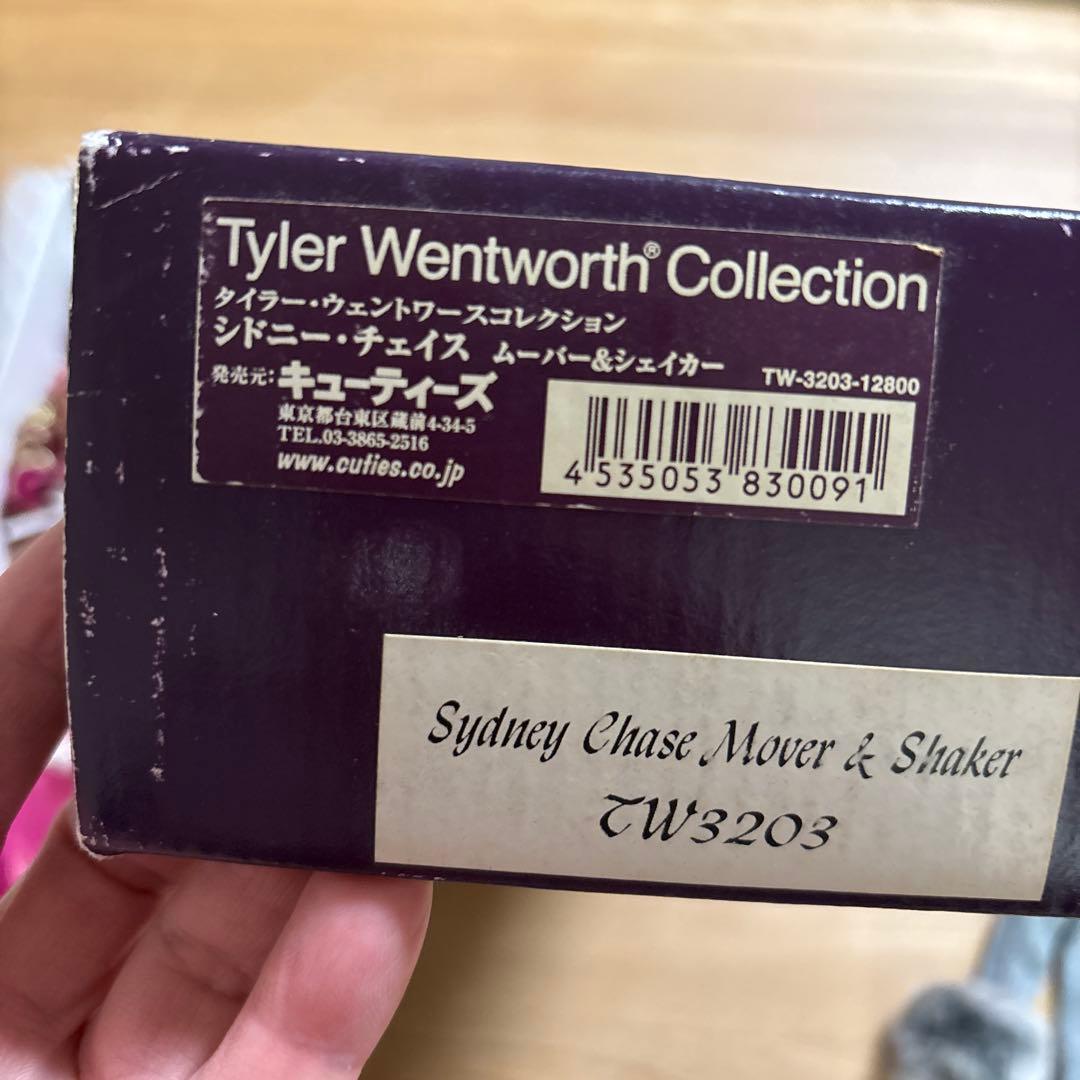 Tyler Wentworth® Collection
タイラー・ウェントワースコレクション
シドニー・チェイス ムーバー&シェイカー
TW-3203-12800
発売元:キューティーズ
東京都台東区蔵前4-34-5
TEL.03-3865-2516
www.cuties.co.jp
4 535053 830091
Sydney Chase Mover & Shaker
TW3203